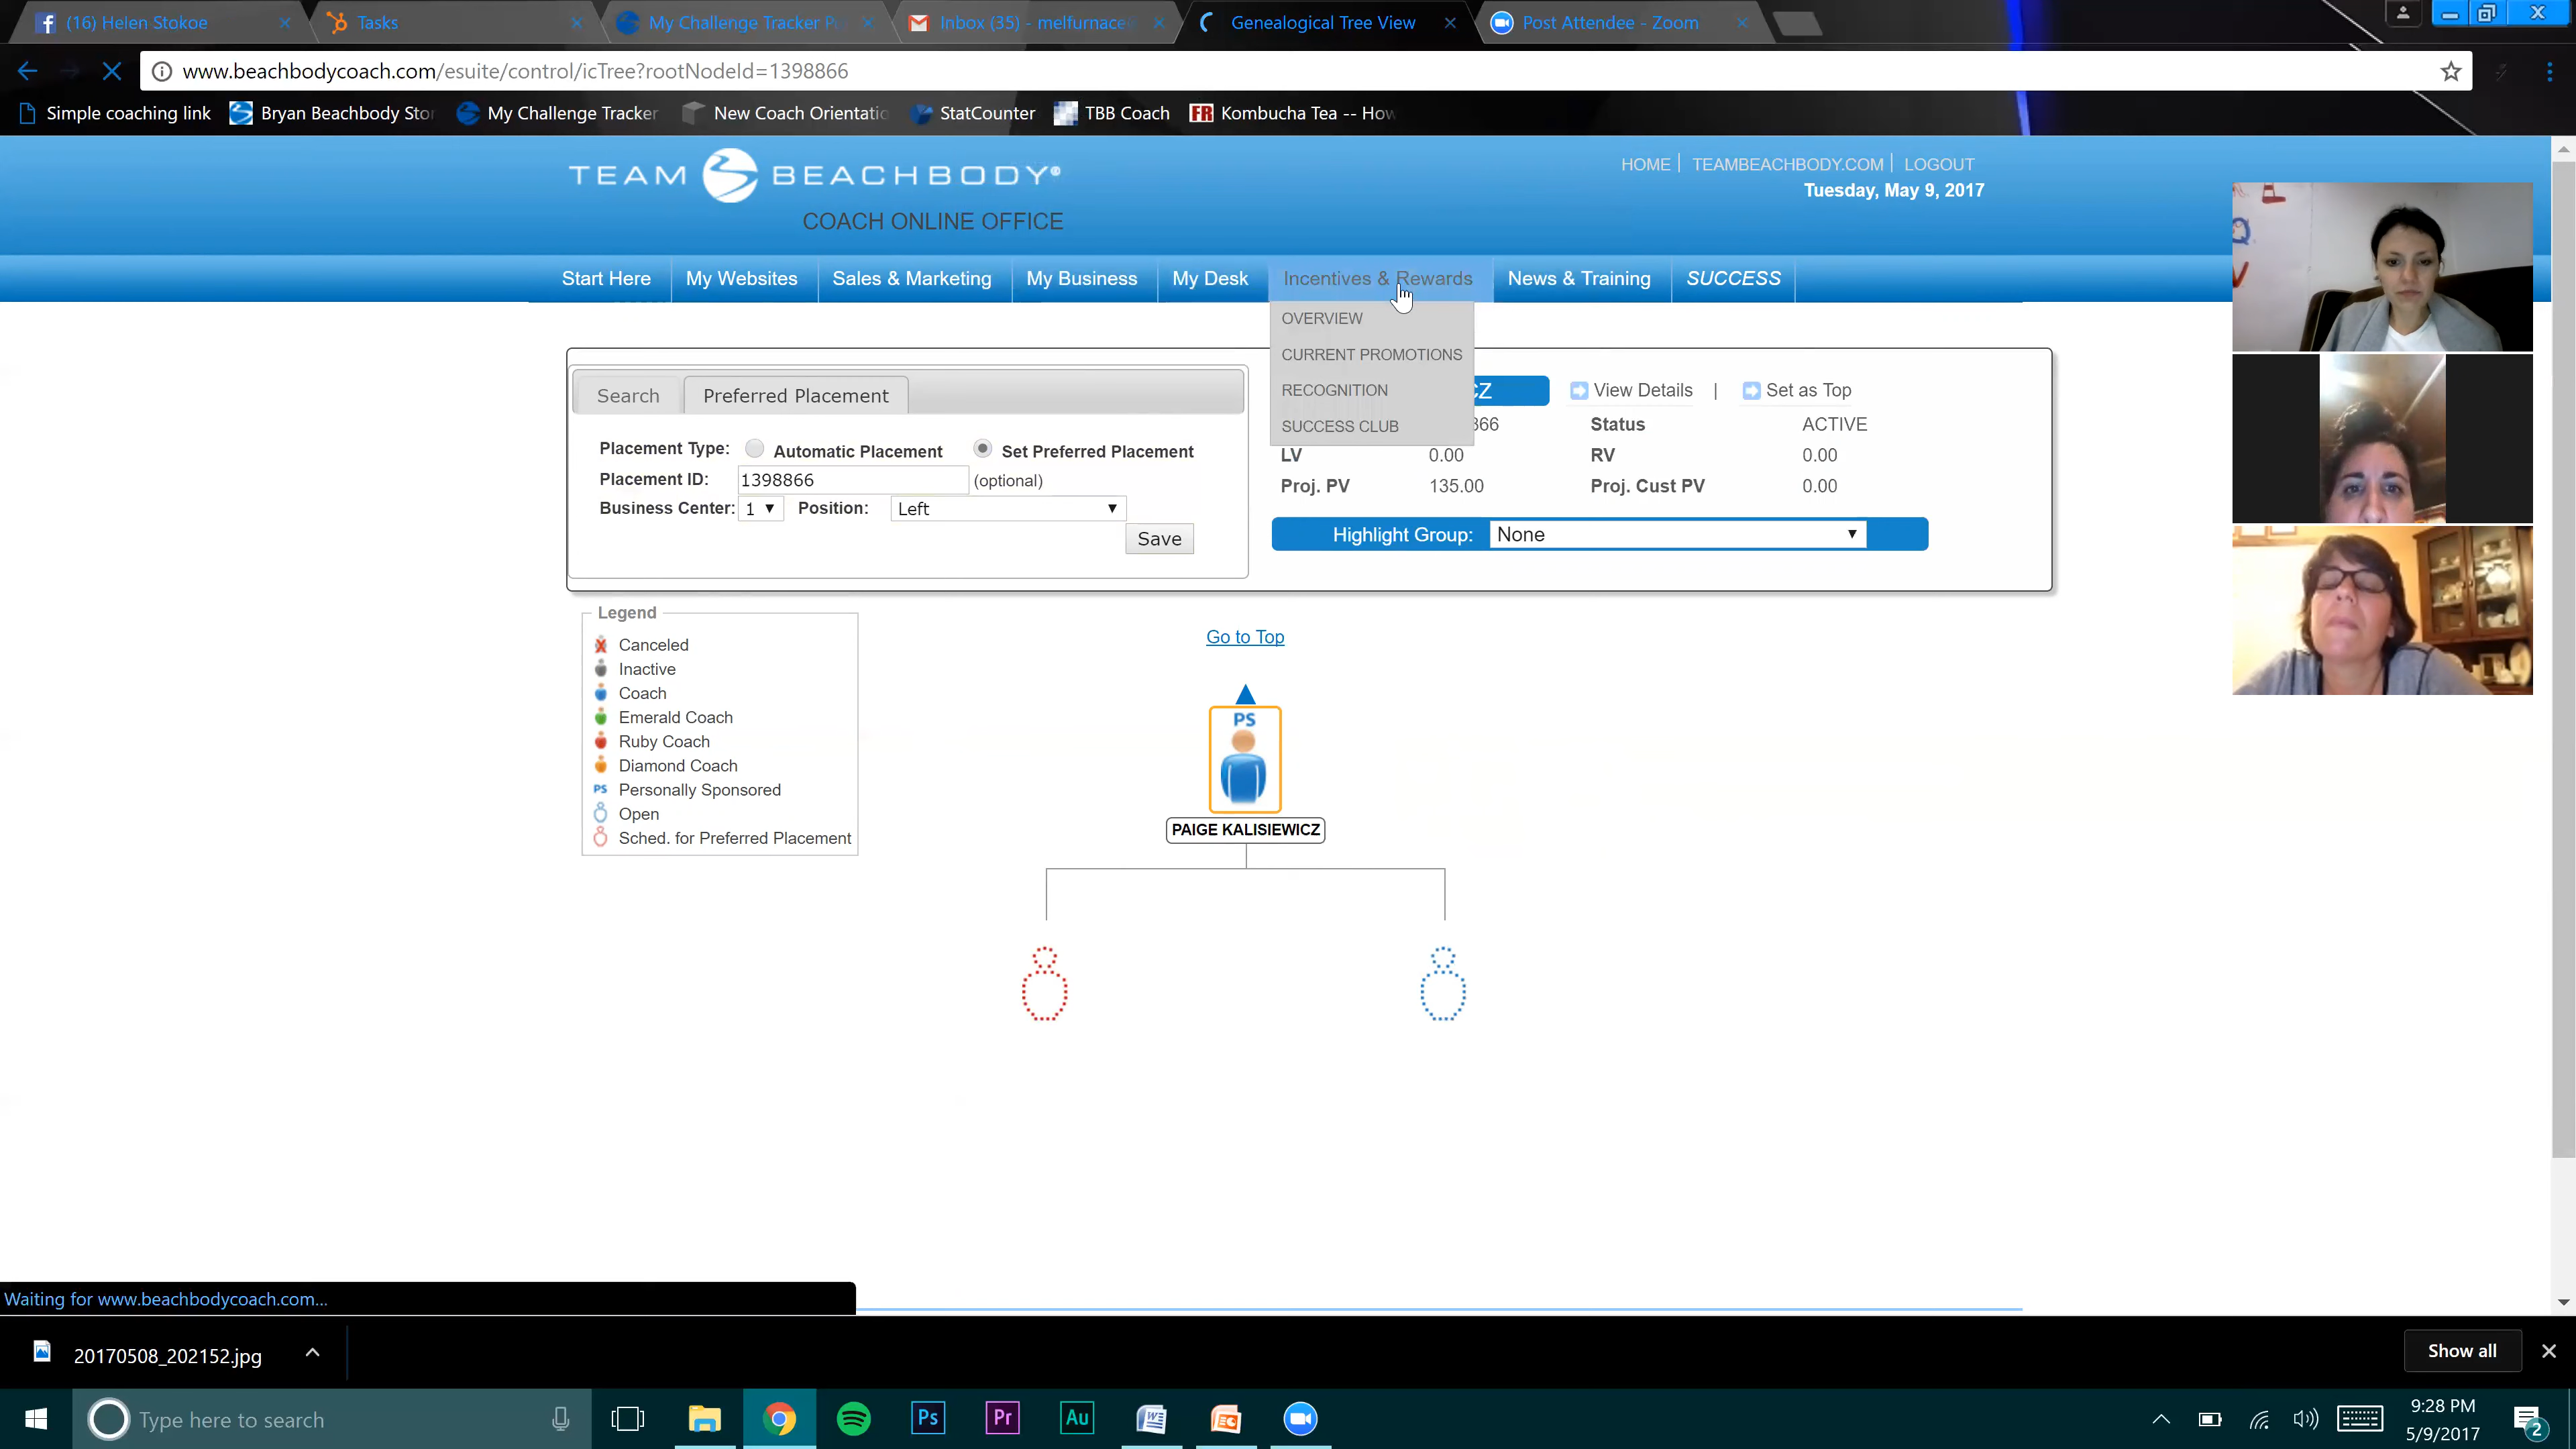 (16) Helen Stokoe
Tasks
My Challenge Tracker P
Inbox (35) - melfurnace
Genealogical Tree View
Post Attendee - Zoom
www.beachbodycoach.com/esuite/control/icTree?rootNodeId=1398866
Simple coaching link
Bryan Beachbody Sto
My Challenge Tracker
New Coach Orientati
StatCounter
TBB Coach
FR
Kombucha Tea -- How
TEAM BEACHBODY®
COACH ONLINE OFFICE
HOME
TEAMBEACHBODY.COM
LOGOUT
Tuesday, May 9, 2017
Start Here
My Websites
Sales & Marketing
My Business
My Desk
Incentives & Rewards
News & Training
SUCCESS
OVERVIEW
CURRENT PROMOTIONS
RECOGNITION
SUCCESS CLUB
Search
Preferred Placement
Placement Type:
Automatic Placement
Set Preferred Placement
Placement ID:
1398866
(optional)
Business Center:
1
Position:
Left
Save
CZ
View Details
|
Set as Top
866
Status
ACTIVE
LV
0.00
RV
0.00
Proj. PV
135.00
Proj. Cust PV
0.00
Highlight Group:
None
Legend
Canceled
Inactive
Coach
Emerald Coach
Ruby Coach
Diamond Coach
PS
Personally Sponsored
Open
Sched. for Preferred Placement
Go to Top
PS
PAIGE KALISIEWICZ
Waiting for www.beachbodycoach.com...
20170508_202152.jpg
Show all
Type here to search
Ps
Pr
Au
9:28 PM
5/9/2017
2